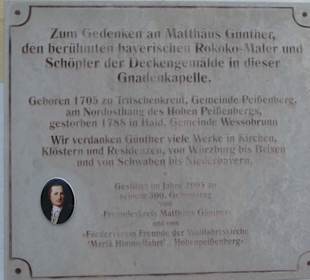 Zum Gedenken an Matthäus Günther,
den berühmten bayerischen Rokoko-Maler und
Schöpfer der Deckengemälde in dieser
Gnadenkapelle.
Geboren 1705 zu Tritschenkreut, Gemeinde Peißenberg,
am Nordosthang des Hohen Peißenbergs,
gestorben 1788 in Haid, Gemeinde Wessobrunn
Wir verdanken Günther viele Werke in Kirchen,
Klöstern und Residenzen, von Würzburg bis Brixen
und von Schwaben bis Niederbayern.
Gestiftet im Jahre 2005 zu
seinem 300. Geburtstag
vom
Freundeskreis Matthäus Günther
und vom
»Förderverein Freunde der Wallfahrtskirche
"Mariä Himmelfahrt", Hohenpeißenberg«